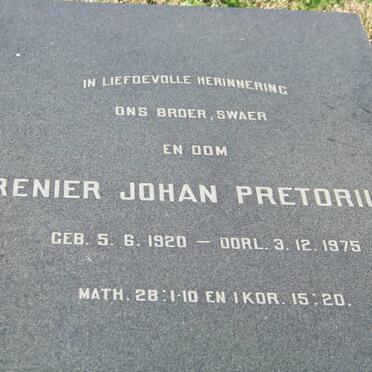 IN LIEFDEVOLLE HERINNERING
ONS BROER, SWAER
EN OOM
RENIER JOHAN PRETORIU
GEB. 5. 6. 1920 — OORL. 3. 12. 1975
MATH. 28:1-10 EN 1 KOR. 15:20.